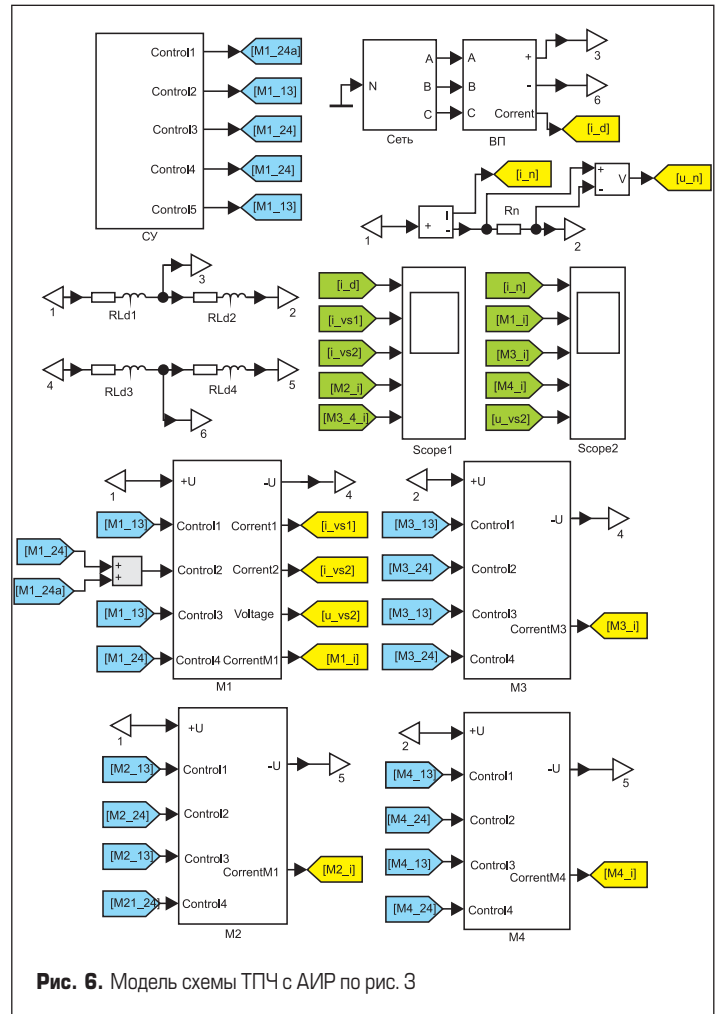 Control1
[M1_24a]
Control2
[M1_13]
Control3
[M1_24]
Control4
[M1_24]
Control5
[M1_13]
СУ
N
A
B
C
Сеть
A
B
C
+
-
Corrent
ВП
3
6
[i_d]
[i_n]
1
+
I
-
Rn
+
-
V
[u_n]
2
1
RLd1
3
RLd2
2
4
RLd3
RLd4
5
6
[i_d]
[i_vs1]
[i_vs2]
[M2_i]
[M3_4_i]
Scope1
[i_n]
[M1_i]
[M3_i]
[M4_i]
[u_vs2]
Scope2
1
+U
-U
4
[M1_13]
Control1
Corrent1
[i_vs1]
[M1_24]
[M1_24a]
+
+
Control2
Corrent2
[i_vs2]
[M1_13]
Control3
Voltage
[u_vs2]
[M1_24]
Control4
CorrentM1
[M1_i]
M1
2
+U
-U
4
[M3_13]
Control1
[M3_24]
Control2
[M3_13]
Control3
CorrentM3
[M3_i]
[M3_24]
Control4
M3
1
+U
-U
5
[M2_13]
Control1
[M2_24]
Control2
[M2_13]
Control3
CorrentM1
[M2_i]
[M21_24]
Control4
M2
2
+U
-U
5
[M4_13]
Control1
[M4_24]
Control2
[M4_13]
Control3
CorrentM4
[M4_i]
[M4_24]
Control4
M4
Рис. 6. Модель схемы ТПЧ с АИР по рис. 3